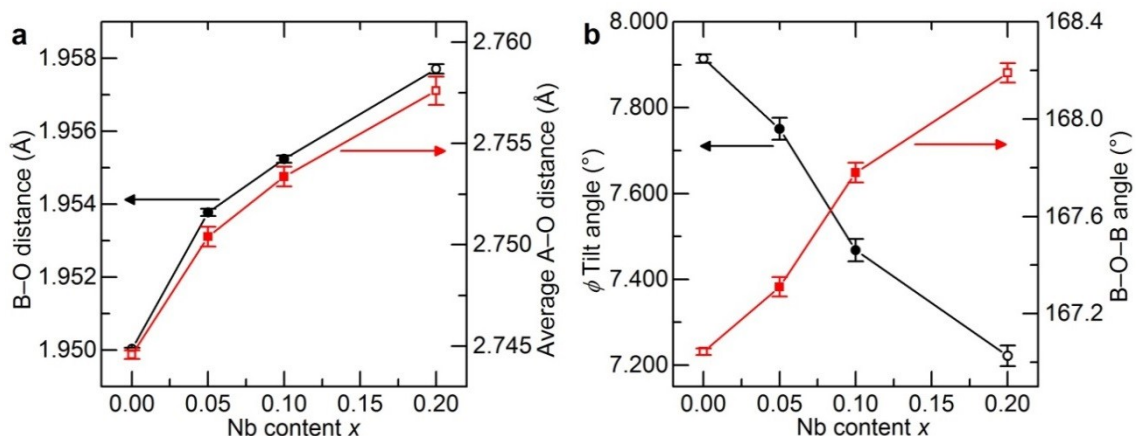 a
B–O distance (Å)
1.958
1.956
1.954
1.952
1.950
2.760
2.755
2.750
2.745
Average A–O distance (Å)
0.00 0.05 0.10 0.15 0.20
Nb content x
b
ϕ Tilt angle (°)
8.000
7.800
7.600
7.400
7.200
168.4
168.0
167.6
167.2
B–O–B angle (°)
0.00 0.05 0.10 0.15 0.20
Nb content x